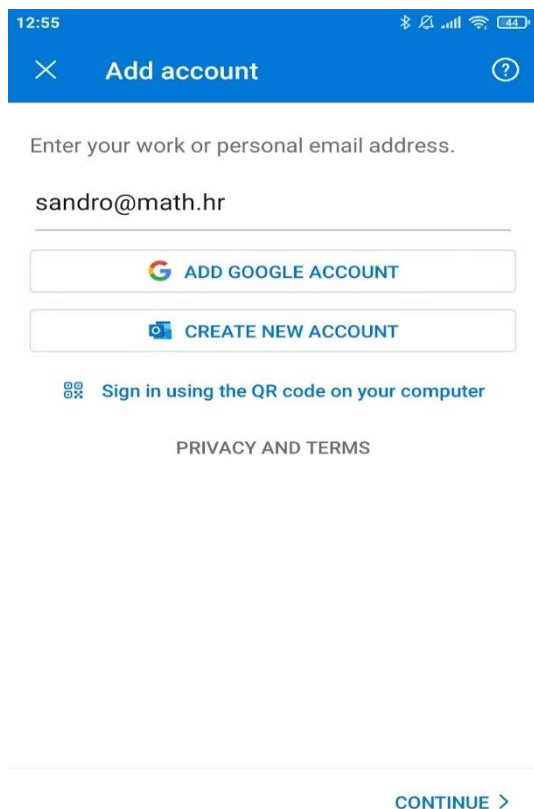 12:55
44
Add account
Enter your work or personal email address.
sandro@math.hr
ADD GOOGLE ACCOUNT
CREATE NEW ACCOUNT
Sign in using the QR code on your computer
PRIVACY AND TERMS
CONTINUE